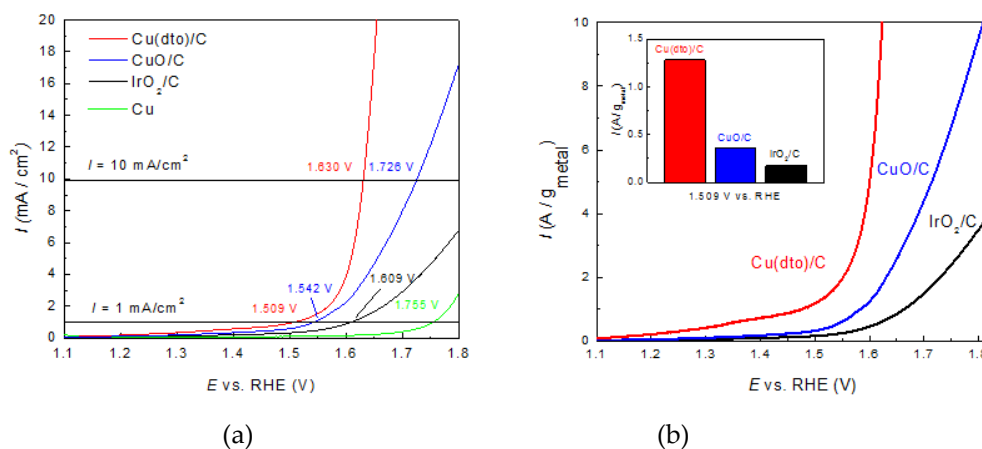 20
18
16
14
12
10
8
6
4
2
0
I (mA / cm2)
Cu(dto)/C
CuO/C
IrO2/C
Cu
I = 10 mA/cm2
1.630 V
1.726 V
I = 1 mA/cm2
1.509 V
1.542 V
1.609 V
1.755 V
1.1 1.2 1.3 1.4 1.5 1.6 1.7 1.8
E vs. RHE (V)
(a)
10
8
6
4
2
0
I (A / gmetal)
1.5
1.0
0.5
0.0
I (A/ gmetal)
Cu(dto)/C
CuO/C
IrO2/C
1.509 V vs. RHE
CuO/C
IrO2/C
Cu(dto)/C
1.1 1.2 1.3 1.4 1.5 1.6 1.7 1.8
E vs. RHE (V)
(b)